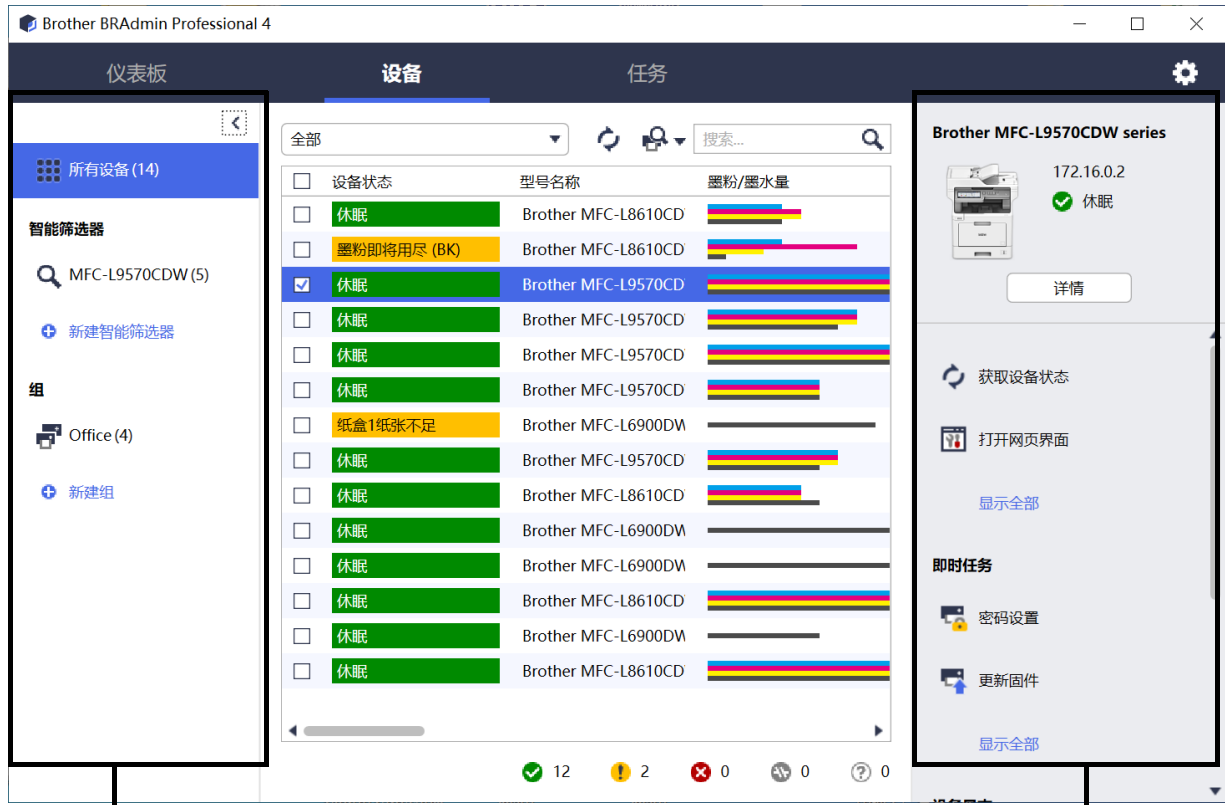 Brother BRAdmin Professional 4
仪表板
设备
任务
所有设备 (14)
智能筛选器
MFC-L9570CDW (5)
新建智能筛选器
组
Office (4)
新建组
全部
搜索...
设备状态 型号名称 墨粉/墨水量
休眠 Brother MFC-L8610CD
墨粉即将用尽 (BK) Brother MFC-L8610CD
休眠 Brother MFC-L9570CD
休眠 Brother MFC-L9570CD
休眠 Brother MFC-L9570CD
休眠 Brother MFC-L9570CD
纸盒1纸张不足 Brother MFC-L6900DW
休眠 Brother MFC-L9570CD
休眠 Brother MFC-L8610CD
休眠 Brother MFC-L6900DW
休眠 Brother MFC-L6900DW
休眠 Brother MFC-L8610CD
休眠 Brother MFC-L6900DW
休眠 Brother MFC-L8610CD
12 2 0 0 0
Brother MFC-L9570CDW series
172.16.0.2
休眠
详情
获取设备状态
打开网页界面
显示全部
即时任务
密码设置
更新固件
显示全部